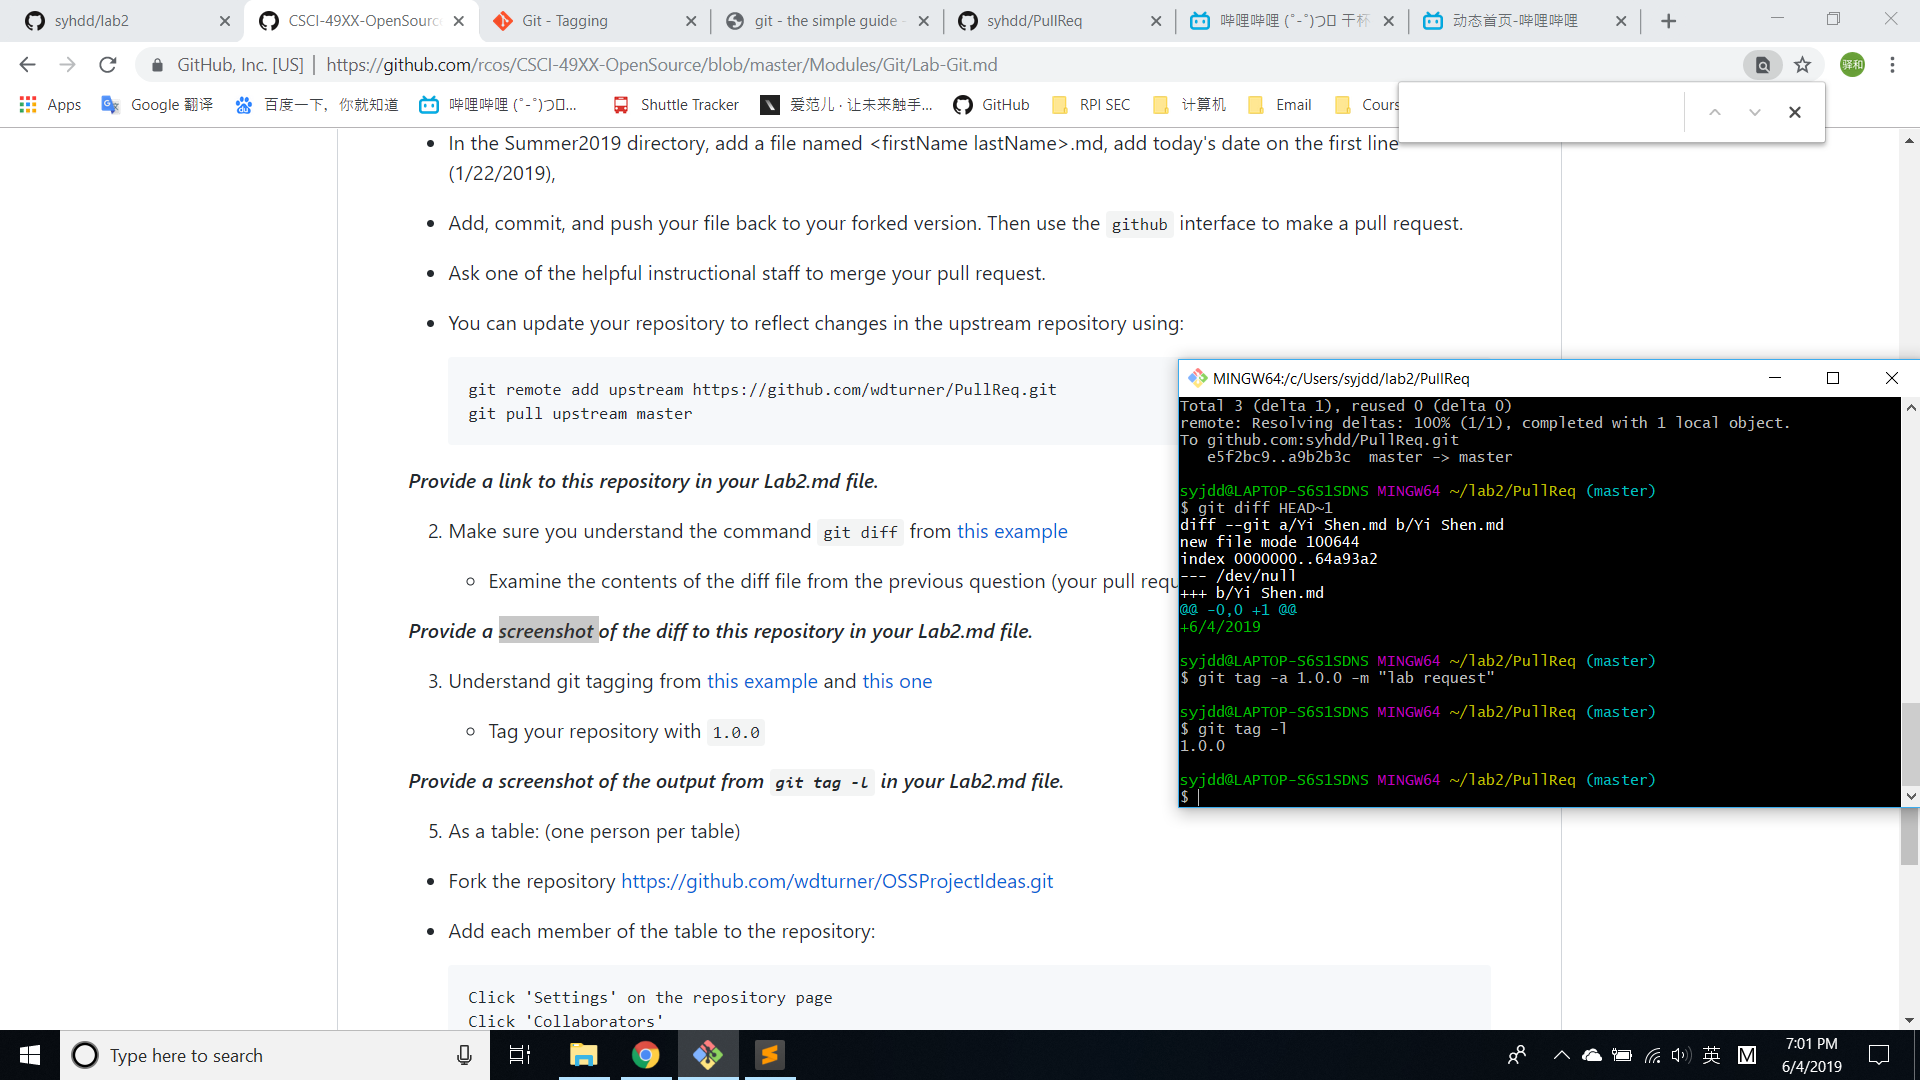 syhdd/lab2
CSCI-49XX-OpenSource
Git - Tagging
git - the simple guide -
syhdd/PullReq
哔哩哔哩 (゜-゜)つロ 干杯
动态首页-哔哩哔哩
GitHub, Inc. [US] | https://github.com/rcos/CSCI-49XX-OpenSource/blob/master/Modules/Git/Lab-Git.md
驿和
Apps
Google 翻译
百度一下，你就知道
哔哩哔哩 (゜-゜)つロ...
Shuttle Tracker
爱范儿 · 让未来触手...
GitHub
RPI SEC
计算机
Email
Cours
In the Summer2019 directory, add a file named <firstName lastName>.md, add today's date on the first line
(1/22/2019),
Add, commit, and push your file back to your forked version. Then use the github interface to make a pull request.
Ask one of the helpful instructional staff to merge your pull request.
You can update your repository to reflect changes in the upstream repository using:
git remote add upstream https://github.com/wdturner/PullReq.git
git pull upstream master
Provide a link to this repository in your Lab2.md file.
2. Make sure you understand the command git diff from this example
Examine the contents of the diff file from the previous question (your pull requ
Provide a screenshot of the diff to this repository in your Lab2.md file.
3. Understand git tagging from this example and this one
Tag your repository with 1.0.0
Provide a screenshot of the output from git tag -l in your Lab2.md file.
5. As a table: (one person per table)
Fork the repository https://github.com/wdturner/OSSProjectIdeas.git
Add each member of the table to the repository:
Click 'Settings' on the repository page
Click 'Collaborators'
MINGW64:/c/Users/syjdd/lab2/PullReq
Total 3 (delta 1), reused 0 (delta 0)
remote: Resolving deltas: 100% (1/1), completed with 1 local object.
To github.com:syhdd/PullReq.git
e5f2bc9..a9b2b3c  master -> master
syjdd@LAPTOP-S6S1SDNS MINGW64 ~/lab2/PullReq (master)
$ git diff HEAD~1
diff --git a/Yi Shen.md b/Yi Shen.md
new file mode 100644
index 0000000..64a93a2
--- /dev/null
+++ b/Yi Shen.md
@@ -0,0 +1 @@
+6/4/2019
syjdd@LAPTOP-S6S1SDNS MINGW64 ~/lab2/PullReq (master)
$ git tag -a 1.0.0 -m "lab request"
syjdd@LAPTOP-S6S1SDNS MINGW64 ~/lab2/PullReq (master)
$ git tag -l
1.0.0
syjdd@LAPTOP-S6S1SDNS MINGW64 ~/lab2/PullReq (master)
$
Type here to search
英
M
7:01 PM
6/4/2019